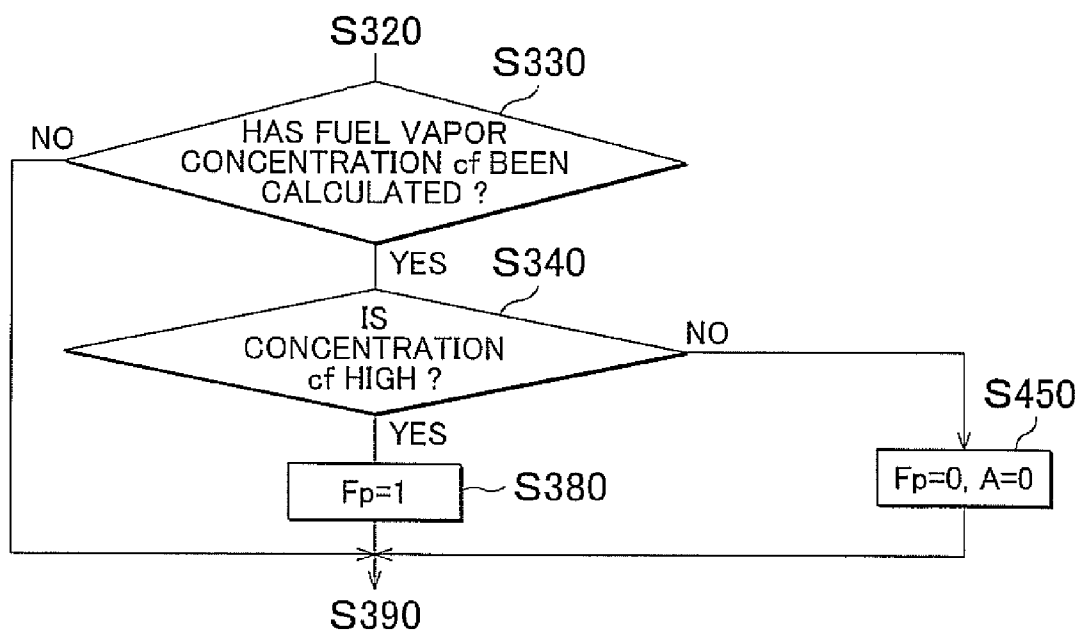 S320
S330
NO
HAS FUEL VAPOR
CONCENTRATION cf BEEN
CALCULATED ?
YES
S340
IS
CONCENTRATION
cf HIGH ?
NO
YES
S450
Fp=1
S380
Fp=0, A=0
S390